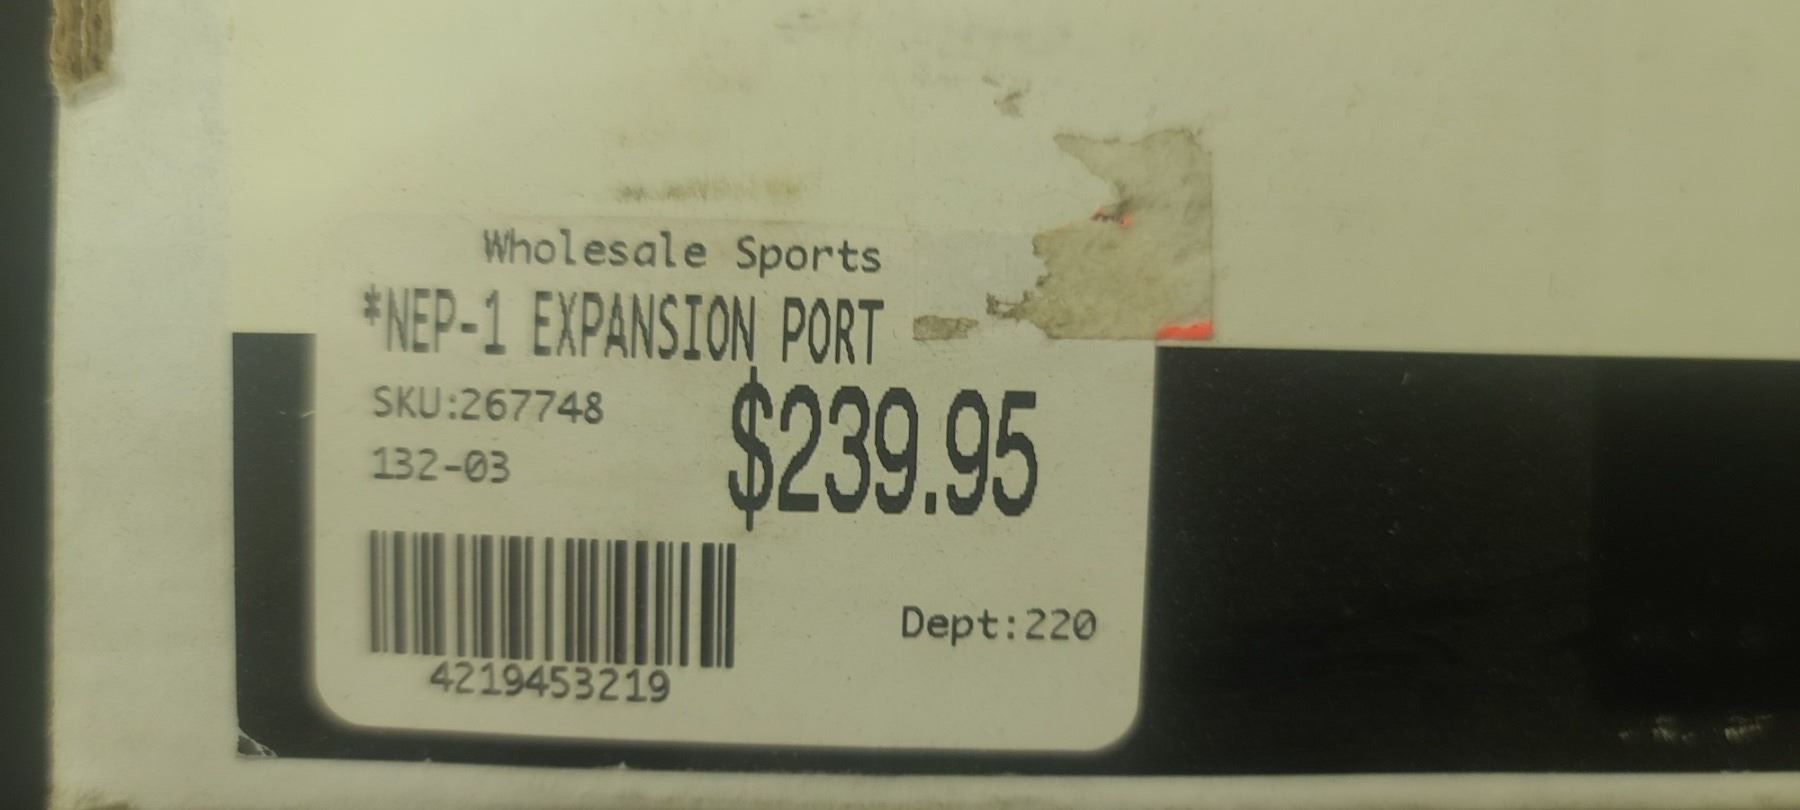 Wholesale Sports
*NEP-1 EXPANSION PORT
SKU:267748
$239.95
132-03
Dept:220
4219453219